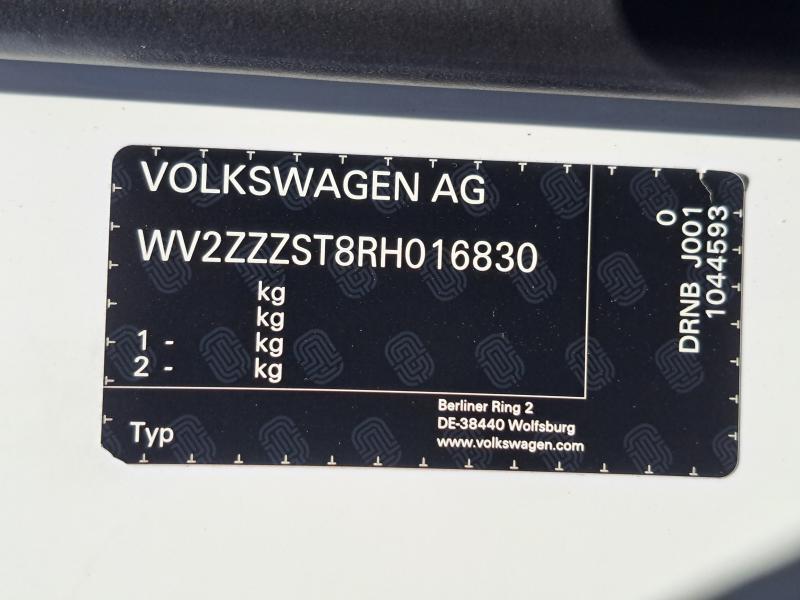 VOLKSWAGEN AG
WV2ZZZST8RH016830
kg
kg
1 - kg
2 - kg
Typ
Berliner Ring 2
DE-38440 Wolfsburg
www.volkswagen.com
0
DRNB J001
1044593